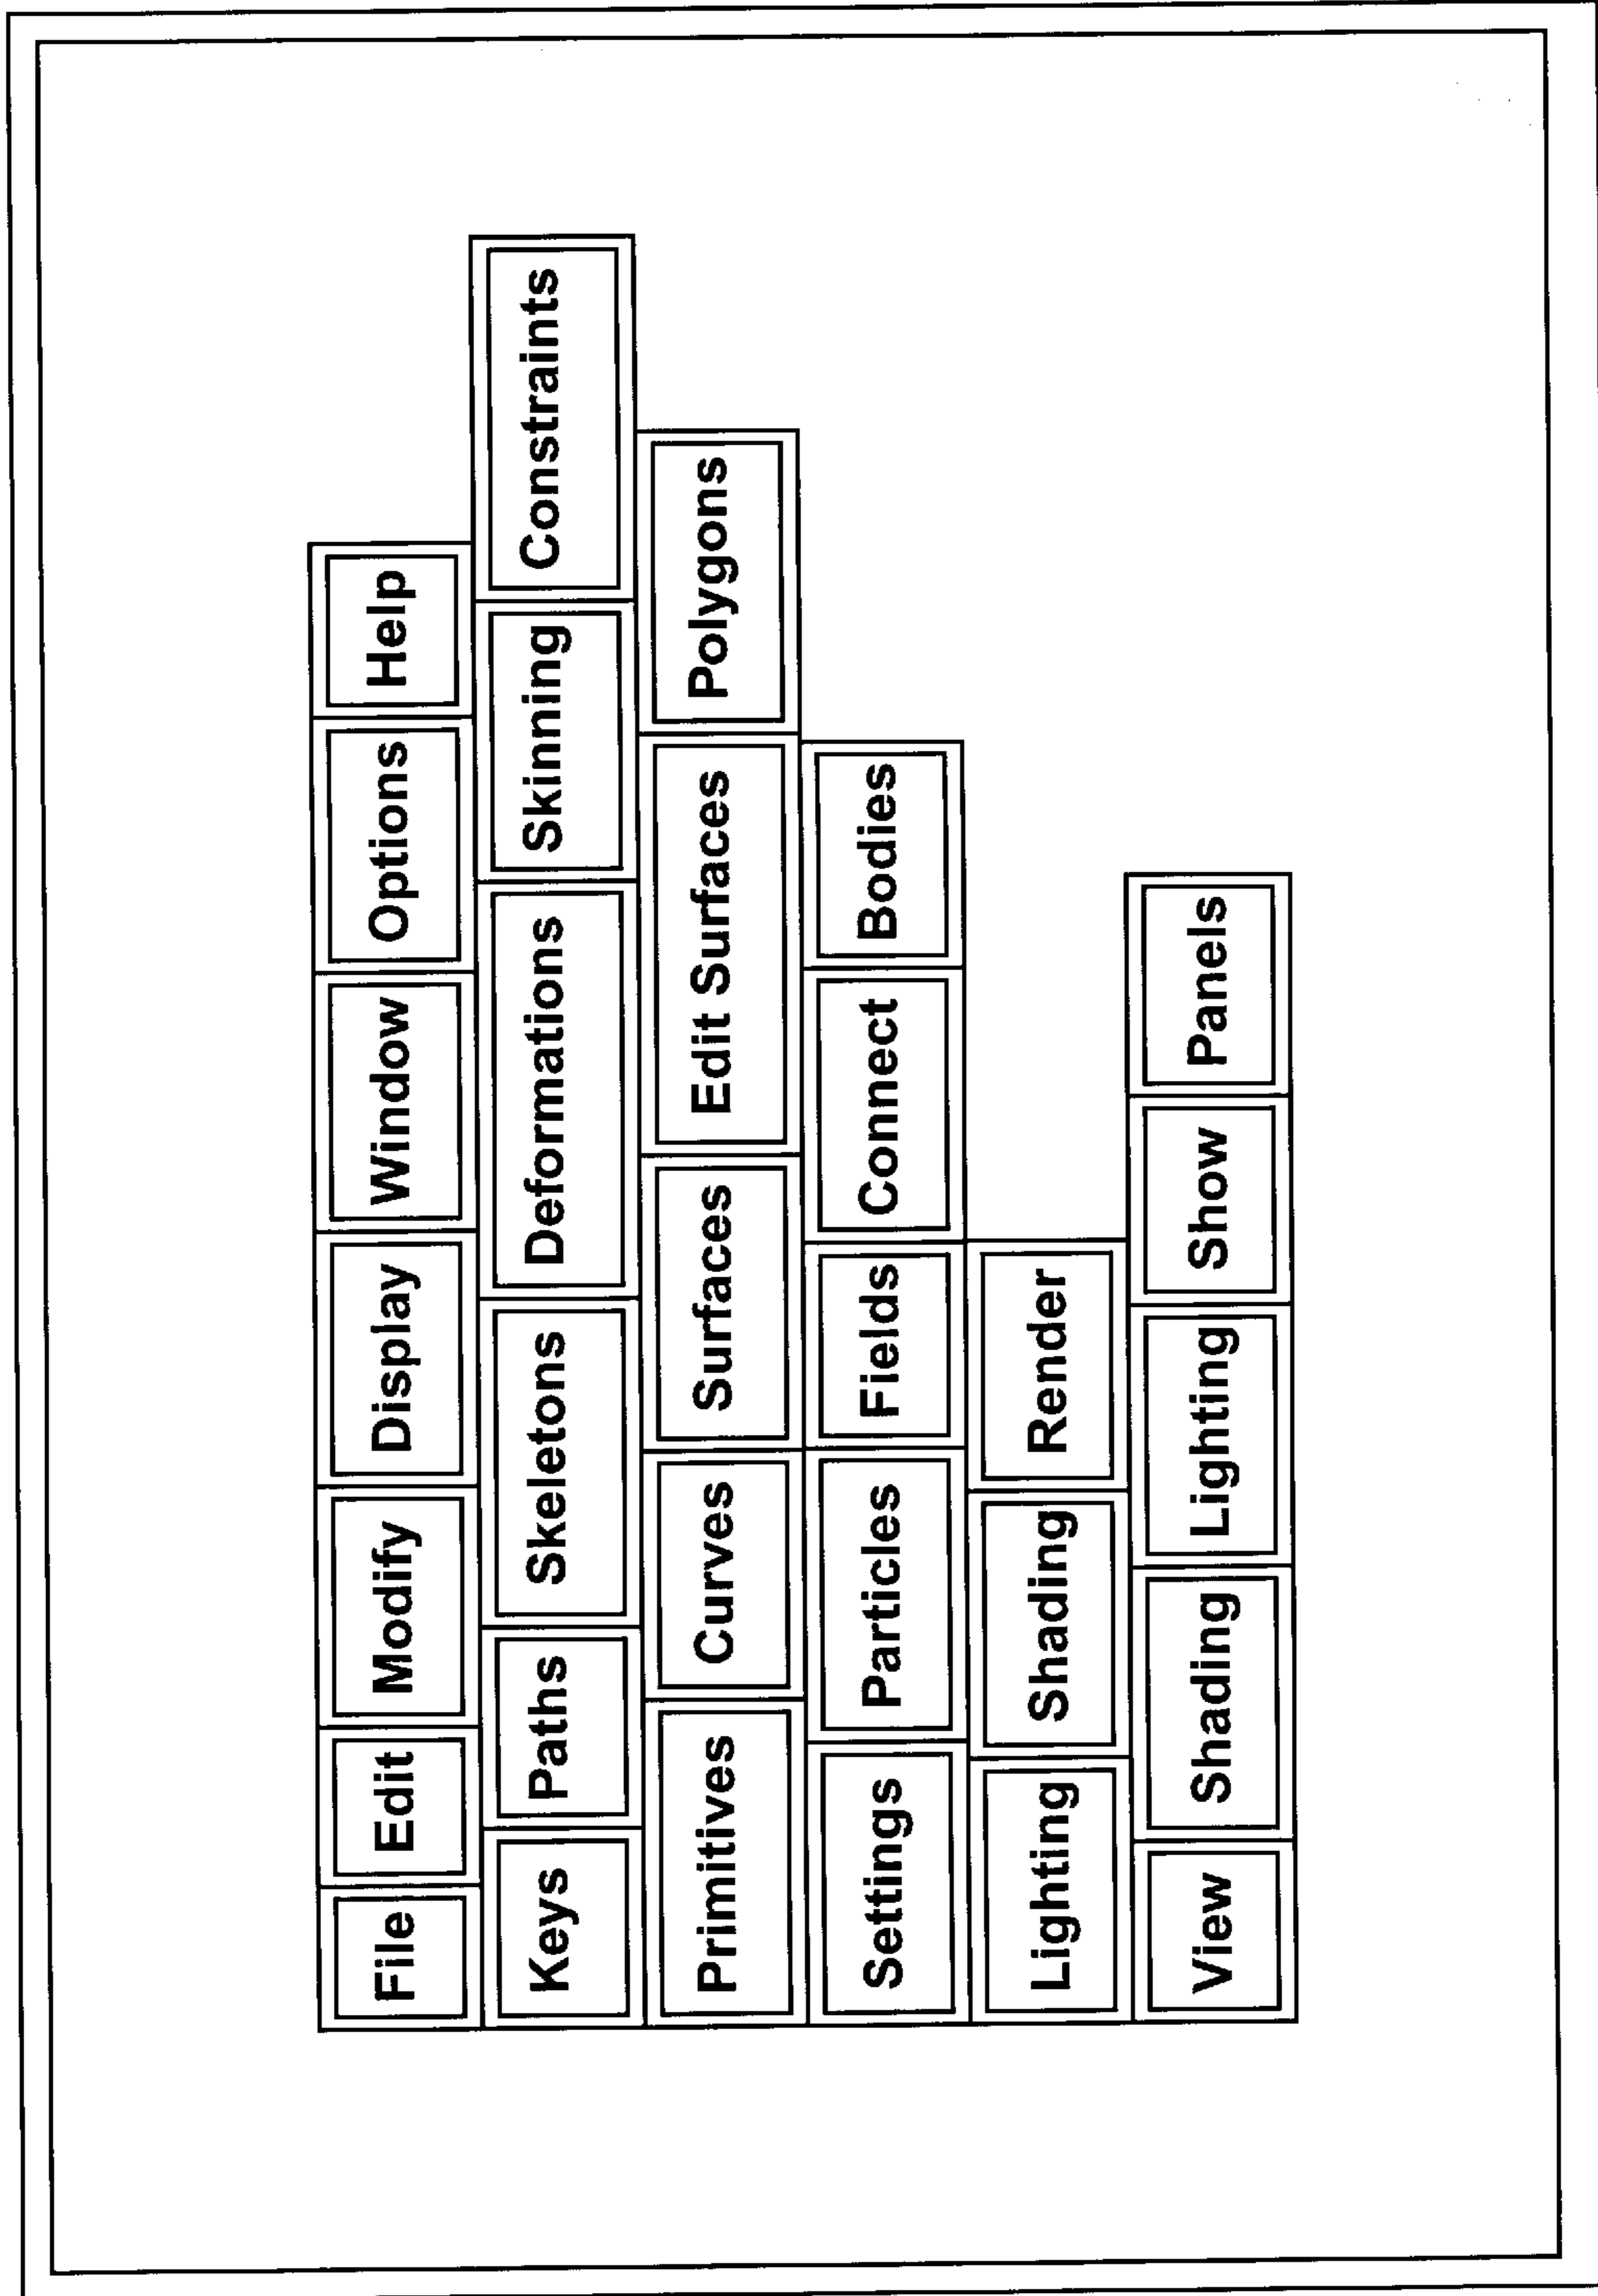 File Edit Modify Display Window Options Help
Keys Paths Skeletons Deformations Skinning Constraints
Primitives Curves Surfaces Edit Surfaces Polygons
Settings Particles Fields Connect Bodies
Lighting Shading Render
View Shading Lighting Show Panels